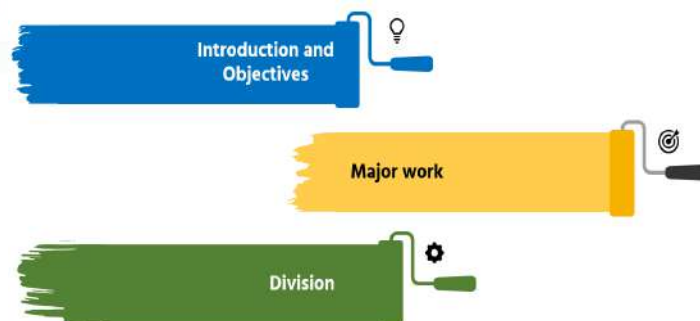 Introduction and
Objectives
Major work
Division